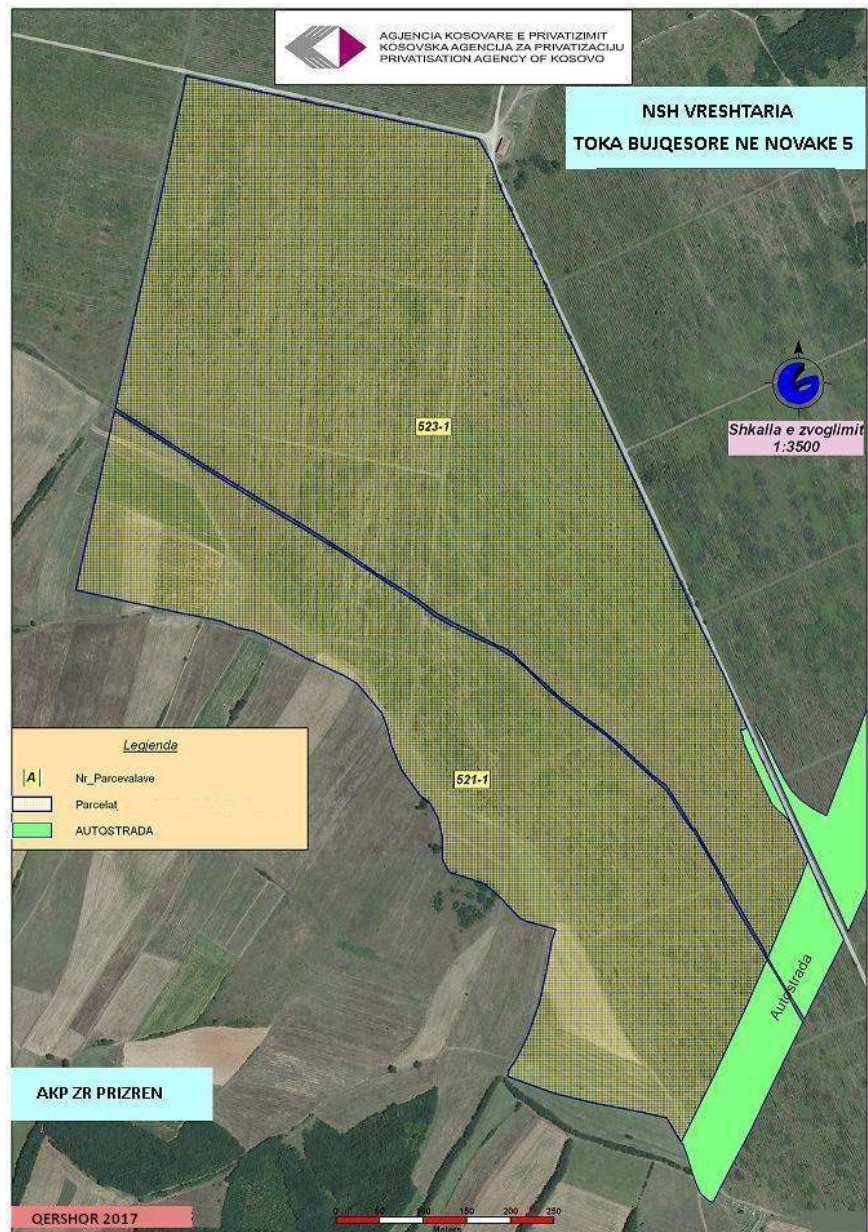 AGJENCIA KOSOVARE E PRIVATIZIMIT
KOSOVSKA AGENCIJA ZA PRIVATIZACIJU
PRIVATISATION AGENCY OF KOSOVO
NSH VRESHTARIA
TOKA BUJQESORE NE NOVAKE 5
Shkalla e zvoglimit
1:3500
523-1
521-1
Legjenda
A Nr_Parcevalave
Parcelat
AUTOSTRADA
Autostrada
AKP ZR PRIZREN
QERSHOR 2017
0 50 100 150 200 250
Meters